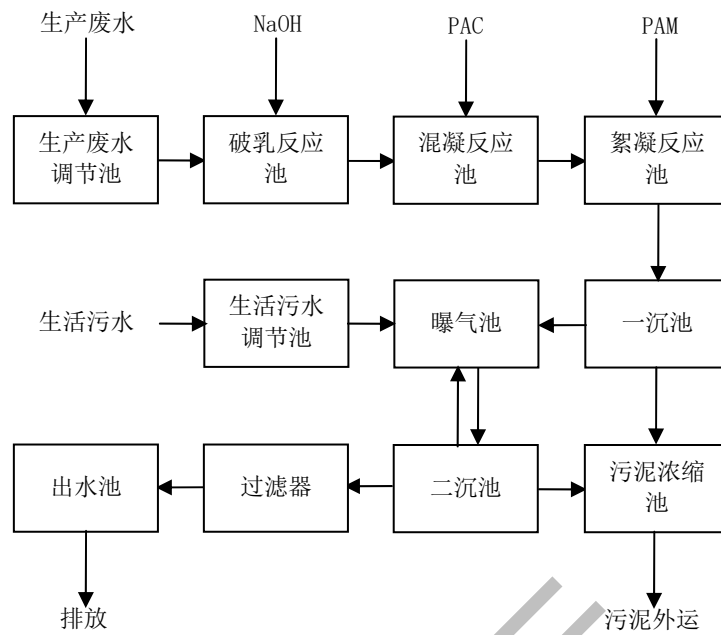 生产废水
NaOH
PAC
PAM
生产废水
调节池
破乳反应
池
混凝反应
池
絮凝反应
池
生活污水
生活污水
调节池
曝气池
一沉池
出水池
过滤器
二沉池
污泥浓缩
池
排放
污泥外运